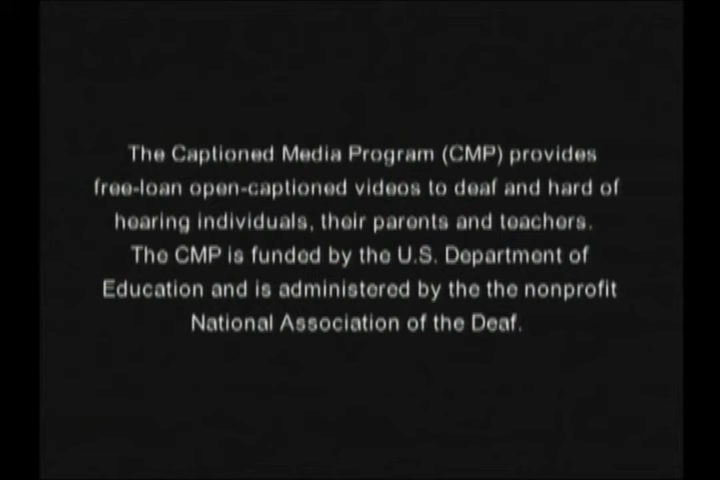 The Captioned Media Program (CMP) provides
free-loan open-captioned videos to deaf and hard of
hearing individuals, their parents and teachers.
The CMP is funded by the U.S. Department of
Education and is administered by the the nonprofit
National Association of the Deaf.